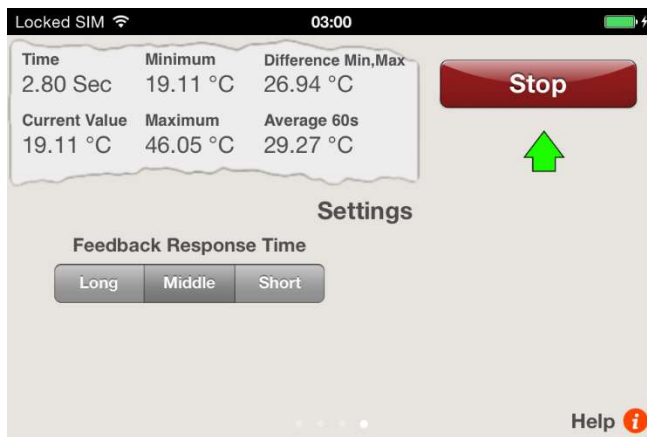 Locked SIM 03:00
Time Minimum Difference Min,Max
2.80 Sec 19.11 °C 26.94 °C
Current Value Maximum Average 60s
19.11 °C 46.05 °C 29.27 °C
Stop
Settings
Feedback Response Time
Long Middle Short
Help i